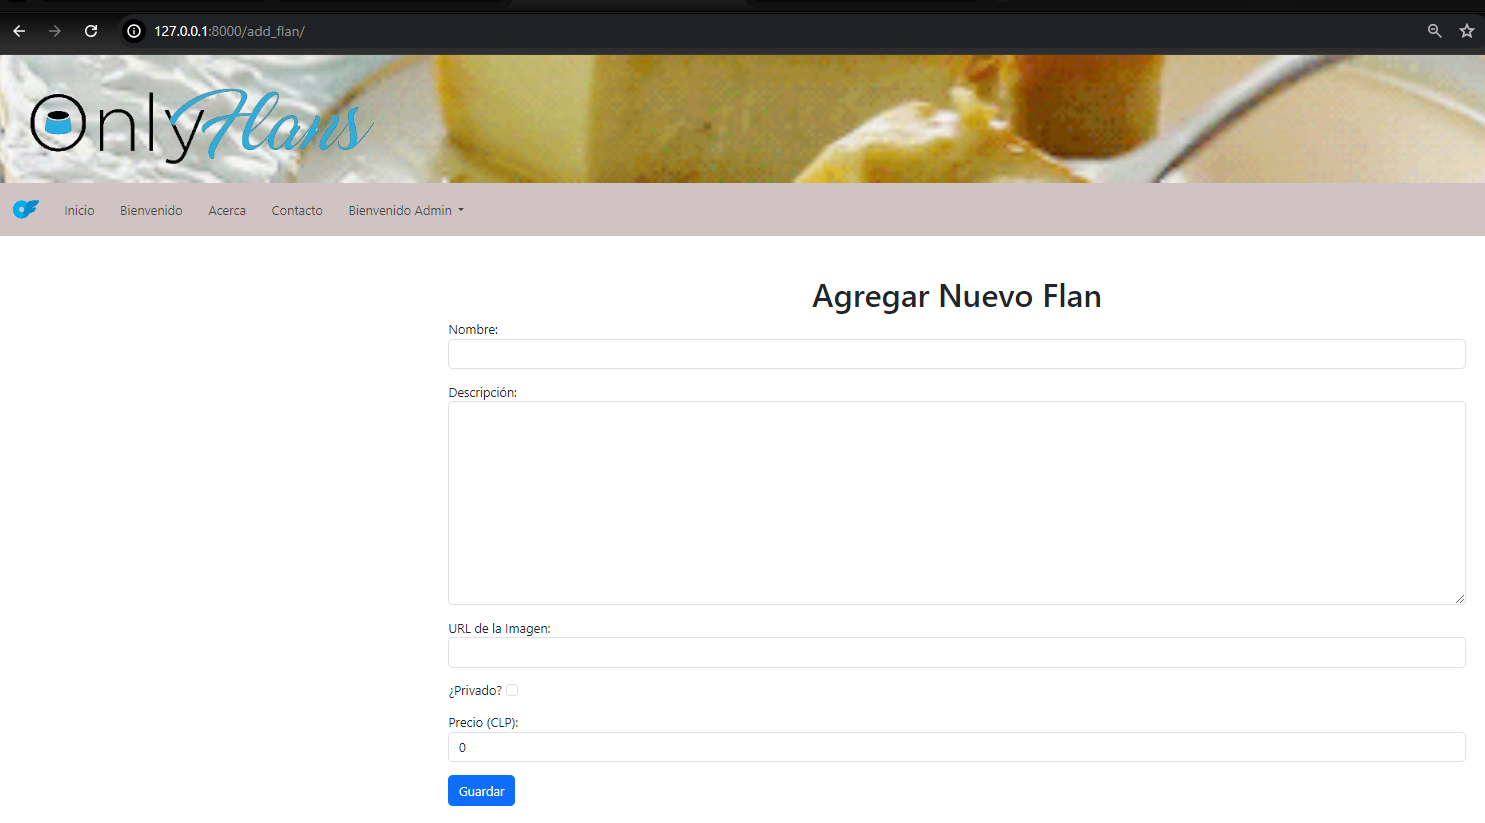 127.0.0.1:8000/add_flan/
OnlyFlans
Inicio Bienvenido Acerca Contacto Bienvenido Admin
Agregar Nuevo Flan
Nombre:
Descripción:
URL de la Imagen:
¿Privado?
Precio (CLP):
0
Guardar